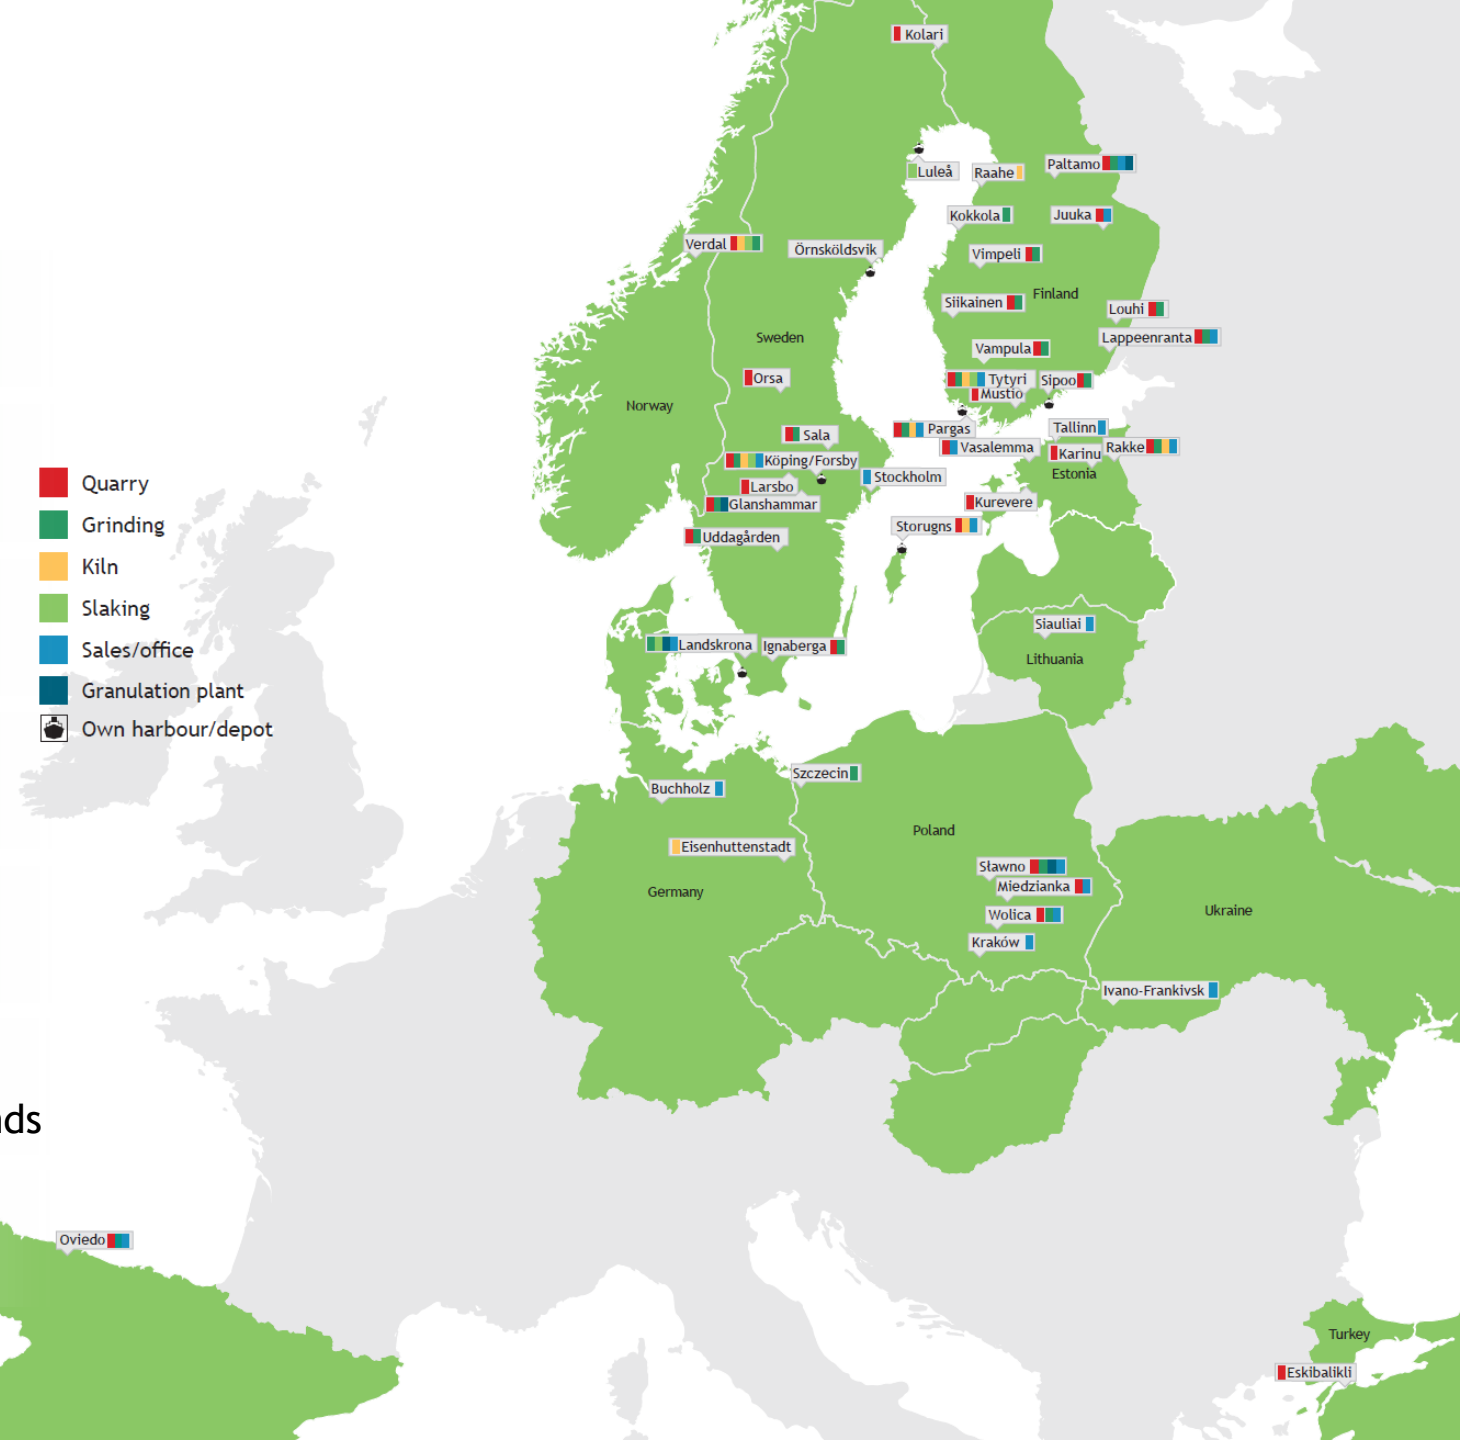 Kolari
Luleå
Raahe
Paltamo
Kokkola
Juuka
Verdal
Örnsköldsvik
Vimpeli
Finland
Siikainen
Louhi
Sweden
Lappeenranta
Vampula
Orsa
Tytyri
Sipoo
Mustio
Norway
Sala
Pargas
Tallinn
Vasalemma
Karinu
Rakke
Köping/Forsby
Estonia
Stockholm
Larsbo
Glanshammar
Kurevere
Storugns
Uddagården
Quarry
Grinding
Kiln
Slaking
Sales/office
Granulation plant
Own harbour/depot
Siauliai
Lithuania
Landskrona
Ignaberga
Szczecin
Buchholz
Poland
Eisenhuttenstadt
Germany
Sławno
Miedzianka
Wolica
Kraków
Ukraine
Ivano-Frankivsk
nds
Oviedo
Turkey
Eskibalikli